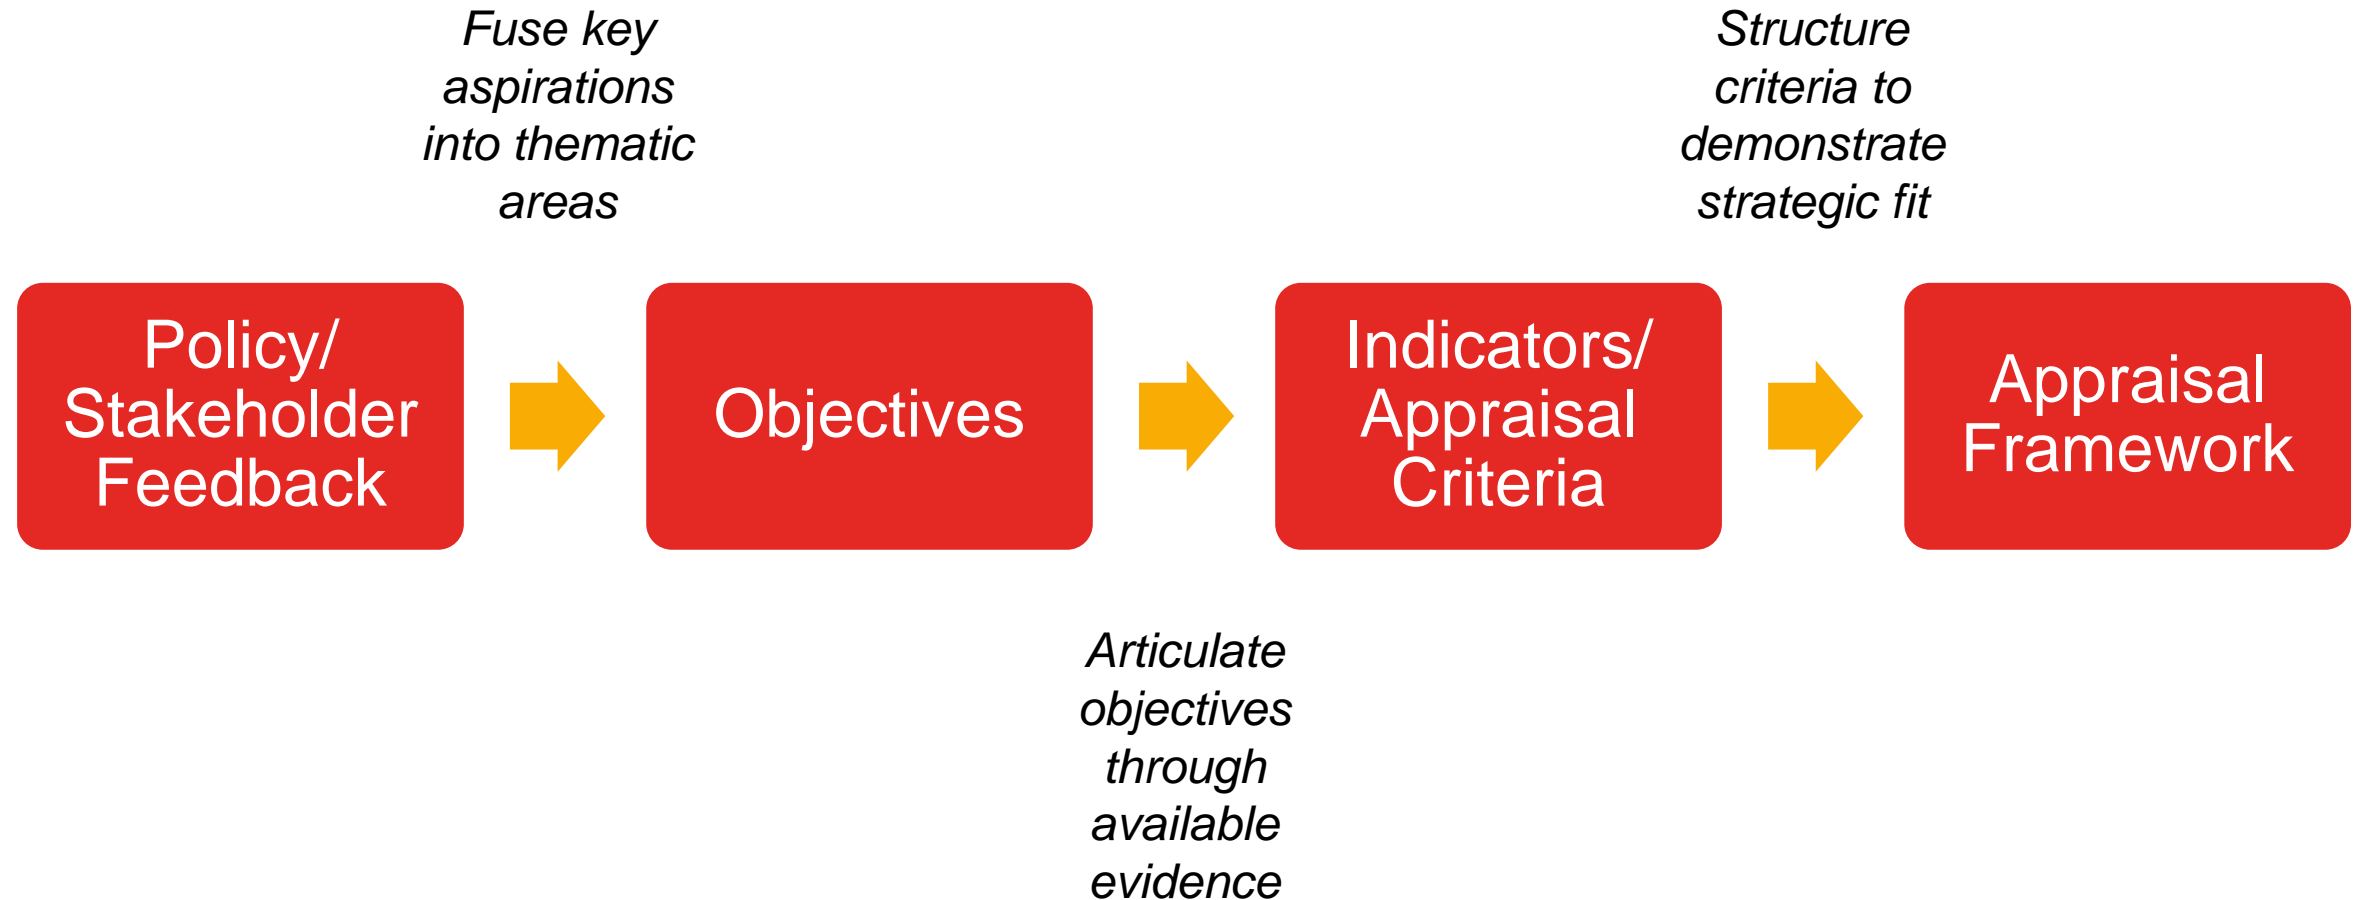 Fuse key
aspirations
into thematic
areas
Structure
criteria to
demonstrate
strategic fit
Policy/
Stakeholder
Feedback
Objectives
Indicators/
Appraisal
Criteria
Appraisal
Framework
Articulate
objectives
through
available
evidence